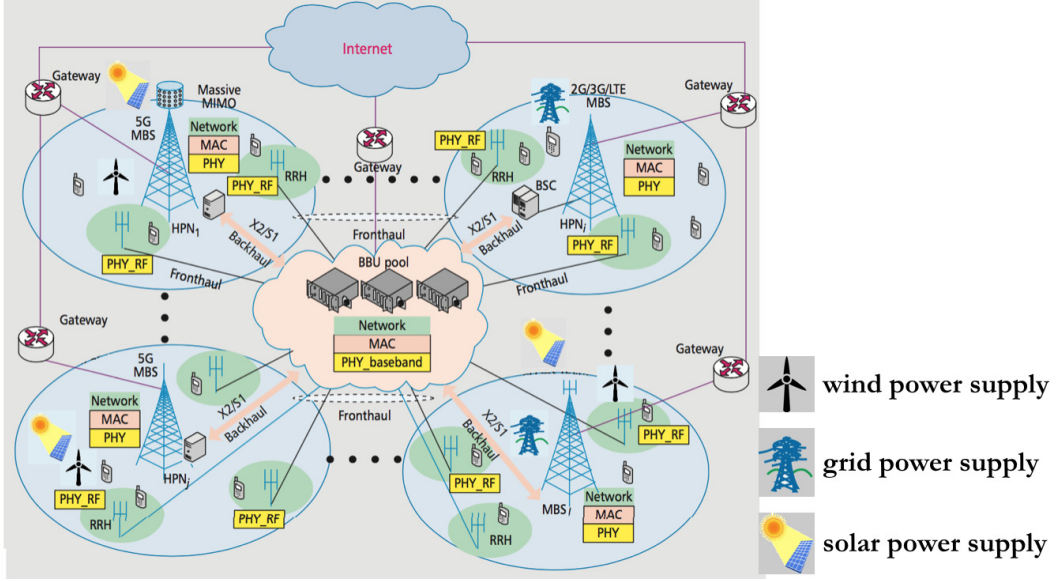 Internet
Gateway
Massive
MIMO
5G
MBS
Network
MAC
PHY
PHY_RF
RRH
HPN1
PHY_RF
X2/S1
Backhaul
Fronthaul
Gateway
Fronthaul
2G/3G/LTE
MBS
Gateway
PHY_RF
RRH
BSC
Network
MAC
PHY
HPNi
PHY_RF
X2/S1
Backhaul
Fronthaul
BBU pool
Network
MAC
PHY_baseband
Gateway
5G
MBS
Network
MAC
PHY
HPNj
PHY_RF
RRH
PHY_RF
X2/S1
Backhaul
Fronthaul
Gateway
X2/S1
Backhaul
PHY_RF
PHY_RF
RRH
MBSi
Network
MAC
PHY
wind power supply
grid power supply
solar power supply